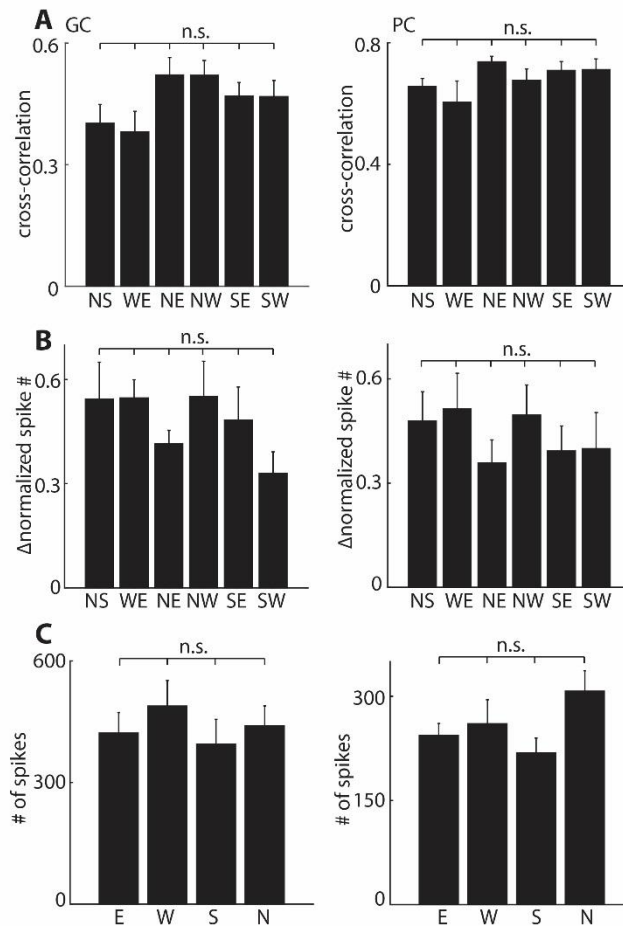 A
GC
n.s.
0.6
0.3
0
cross-correlation
NS WE NE NW SE SW
PC
n.s.
0.8
0.4
0
cross-correlation
NS WE NE NW SE SW
B
n.s.
0.6
0.3
0
Δnormalized spike #
NS WE NE NW SE SW
n.s.
0.6
0.3
0
Δnormalized spike #
NS WE NE NW SE SW
C
n.s.
600
300
0
# of spikes
E W S N
n.s.
300
150
0
# of spikes
E W S N